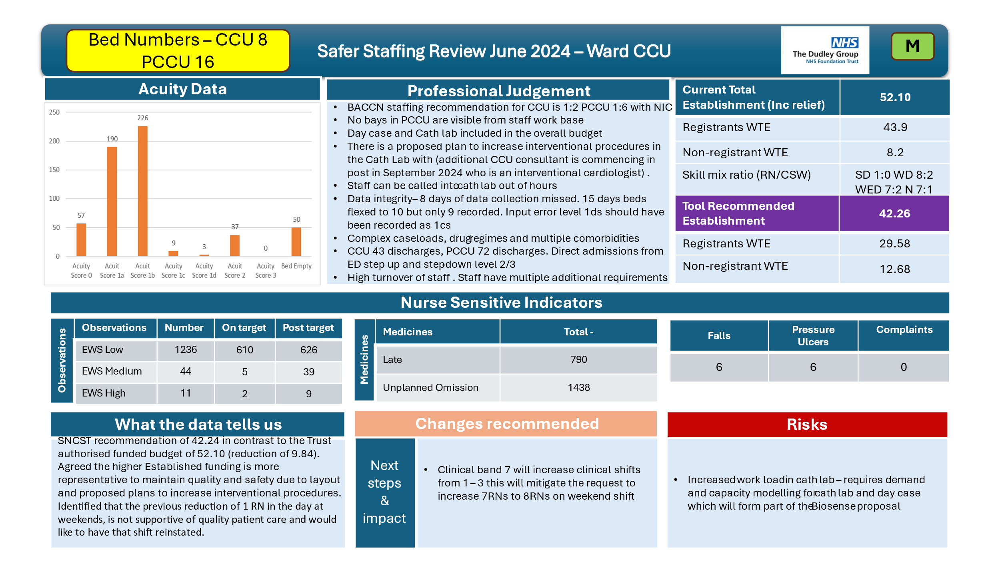 Bed Numbers – CCU 8
PCCU 16
Safer Staffing Review June 2024 – Ward CCU
NHS
The Dudley Group
NHS Foundation Trust
M
Acuity Data
250
200
150
100
50
0
57
190
226
9
3
37
0
50
Acuity Score 0
Acuit Score 1a
Acuit Score 1b
Acuity Score 1c
Acuity Score 1d
Acuit Score 2
Acuity Score 3
Bed Empty
Professional Judgement
• BACCN staffing recommendation for CCU is 1:2 PCCU 1:6 with NIC
• No bays in PCCU are visible from staff work base
• Day case and Cath lab included in the overall budget
• There is a proposed plan to increase interventional procedures in
the Cath Lab with (additional CCU consultant is commencing in
post in September 2024 who is an interventional cardiologist) .
• Staff can be called into cath lab out of hours
• Data integrity– 8 days of data collection missed. 15 days beds
flexed to 10 but only 9 recorded. Input error level 1ds should have
been recorded as 1cs
• Complex caseloads, drug regimes and multiple comorbidities
• CCU 43 discharges, PCCU 72 discharges. Direct admissions from
ED step up and step-down level 2/3
• High turnover of staff . Staff have multiple additional requirements
Current Total
Establishment (Inc relief)
52.10
Registrants WTE
43.9
Non-registrant WTE
8.2
Skill mix ratio (RN/CSW)
SD 1:0 WD 8:2
WED 7:2 N 7:1
Tool Recommended
Establishment
42.26
Registrants WTE
29.58
Non-registrant WTE
12.68
Nurse Sensitive Indicators
Observations
Observations Number On target Post target
EWS Low 1236 610 626
EWS Medium 44 5 39
EWS High 11 2 9
Medicines
Medicines Total -
Late 790
Unplanned Omission 1438
Falls
Pressure
Ulcers
Complaints
6 6 0
What the data tells us
SNCST recommendation of 42.24 in contrast to the Trust
authorised funded budget of 52.10 (reduction of 9.84).
Agreed the higher Established funding is more
representative to maintain quality and safety due to layout
and proposed plans to increase interventional procedures.
Identified that the previous reduction of 1 RN in the day at
weekends, is not supportive of quality patient care and would
like to have that shift reinstated.
Changes recommended
Next
steps
&
impact
• Clinical band 7 will increase clinical shifts
from 1 – 3 this will mitigate the request to
increase 7RNs to 8RNs on weekend shift
Risks
• Increased work load in cath lab – requires demand
and capacity modelling for cath lab and day case
which will form part of the Biosense proposal